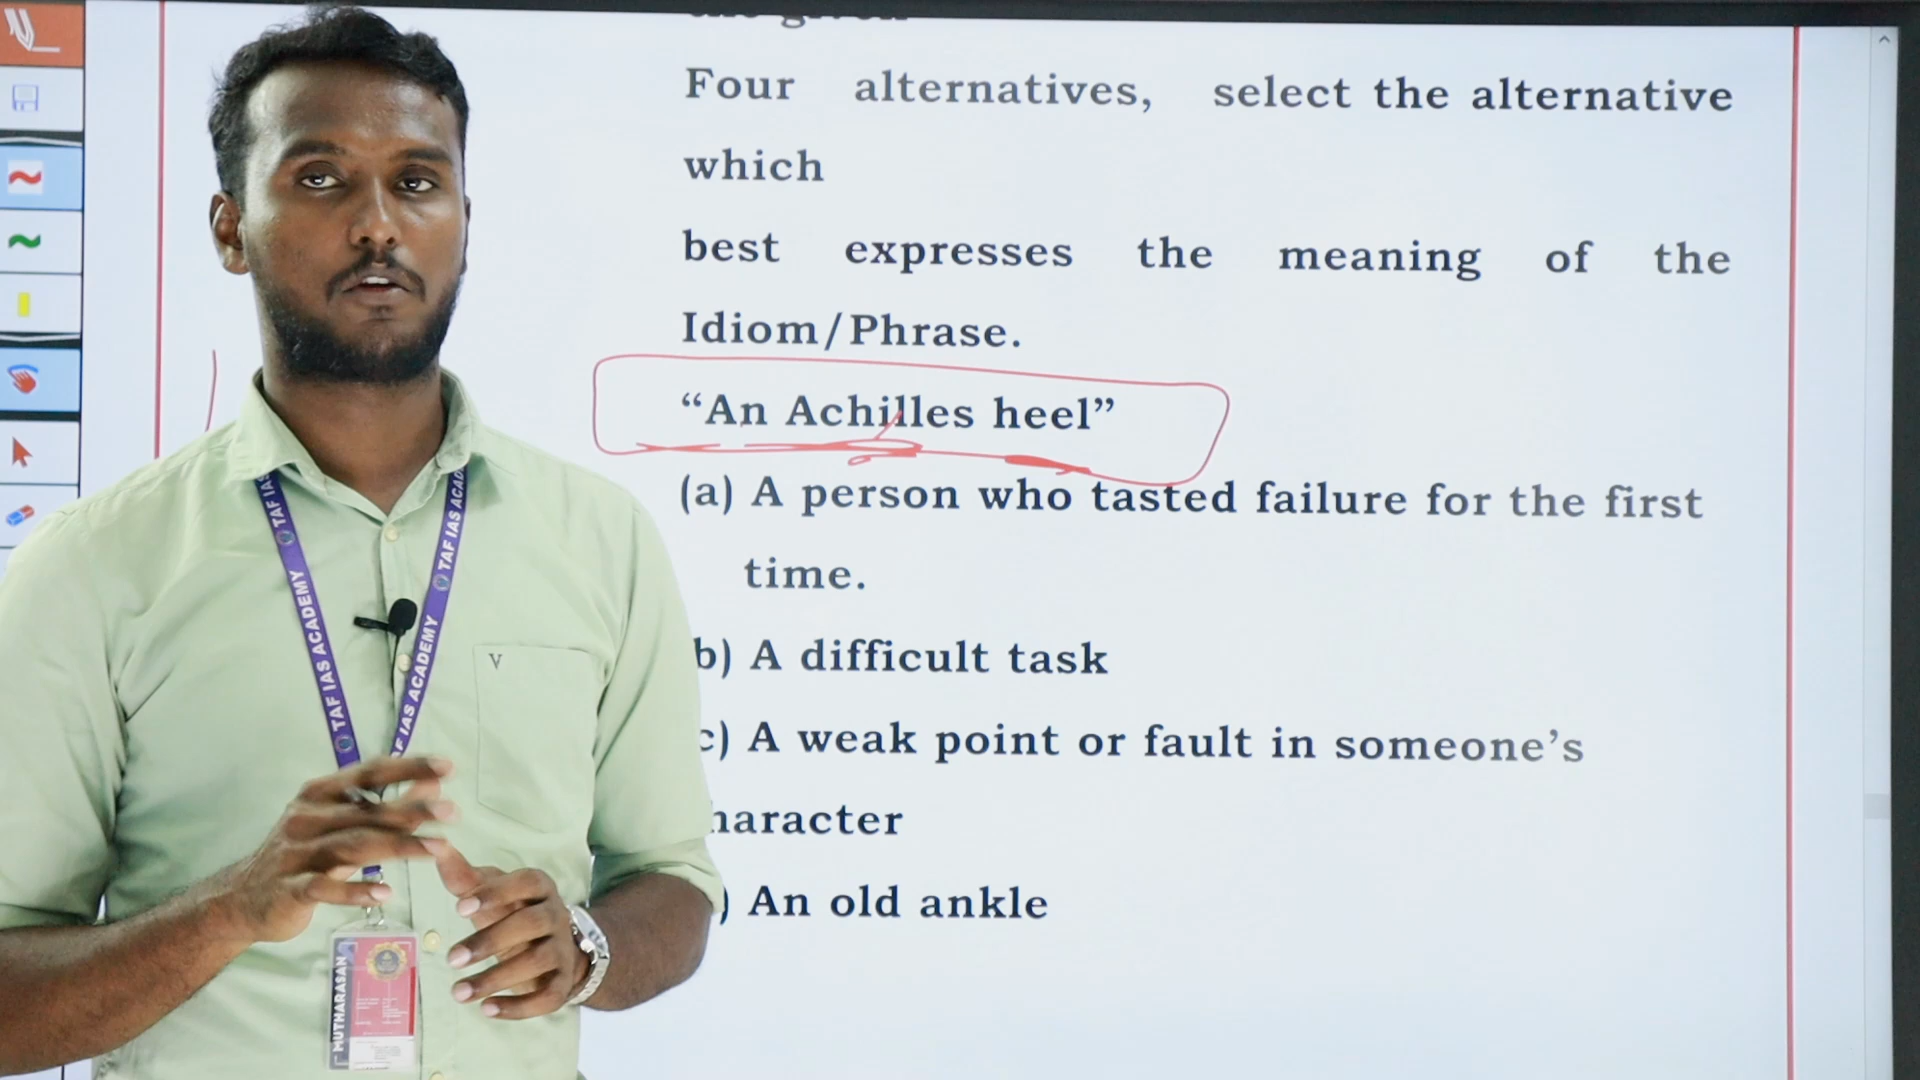 Four alternatives, select the alternative
which
best expresses the meaning of the
Idiom/Phrase.
“An Achilles heel”
(a) A person who tasted failure for the first
time.
b) A difficult task
c) A weak point or fault in someone’s
haracter
) An old ankle
TAF IAS ACADEMY
TAF IAS ACADEMY
V
MUTHARASAN